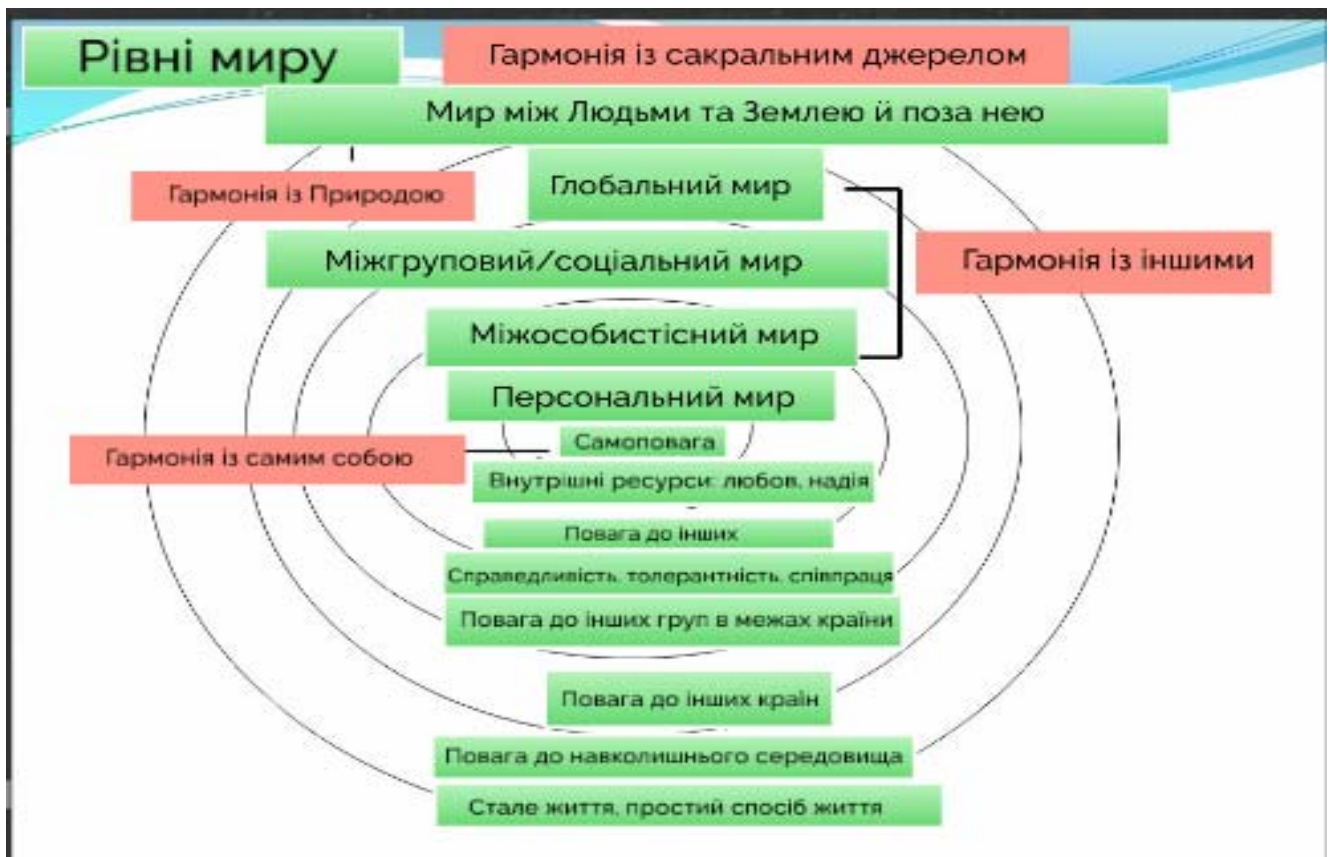 Рівні миру
Гармонія із сакральним джерелом
Мир між Людьми та Землею й поза нею
Гармонія із Природою
Глобальний мир
Міжгруповий/соціальний мир
Гармонія із іншими
Міжособистісний мир
Персональний мир
Самоповага
Гармонія із самим собою
Внутрішні ресурси: любов, надія
Повага до інших
Справедливість, толерантність, співпраця
Повага до інших груп в межах країни
Повага до інших країн
Повага до навколишнього середовища
Стале життя, простий спосіб життя